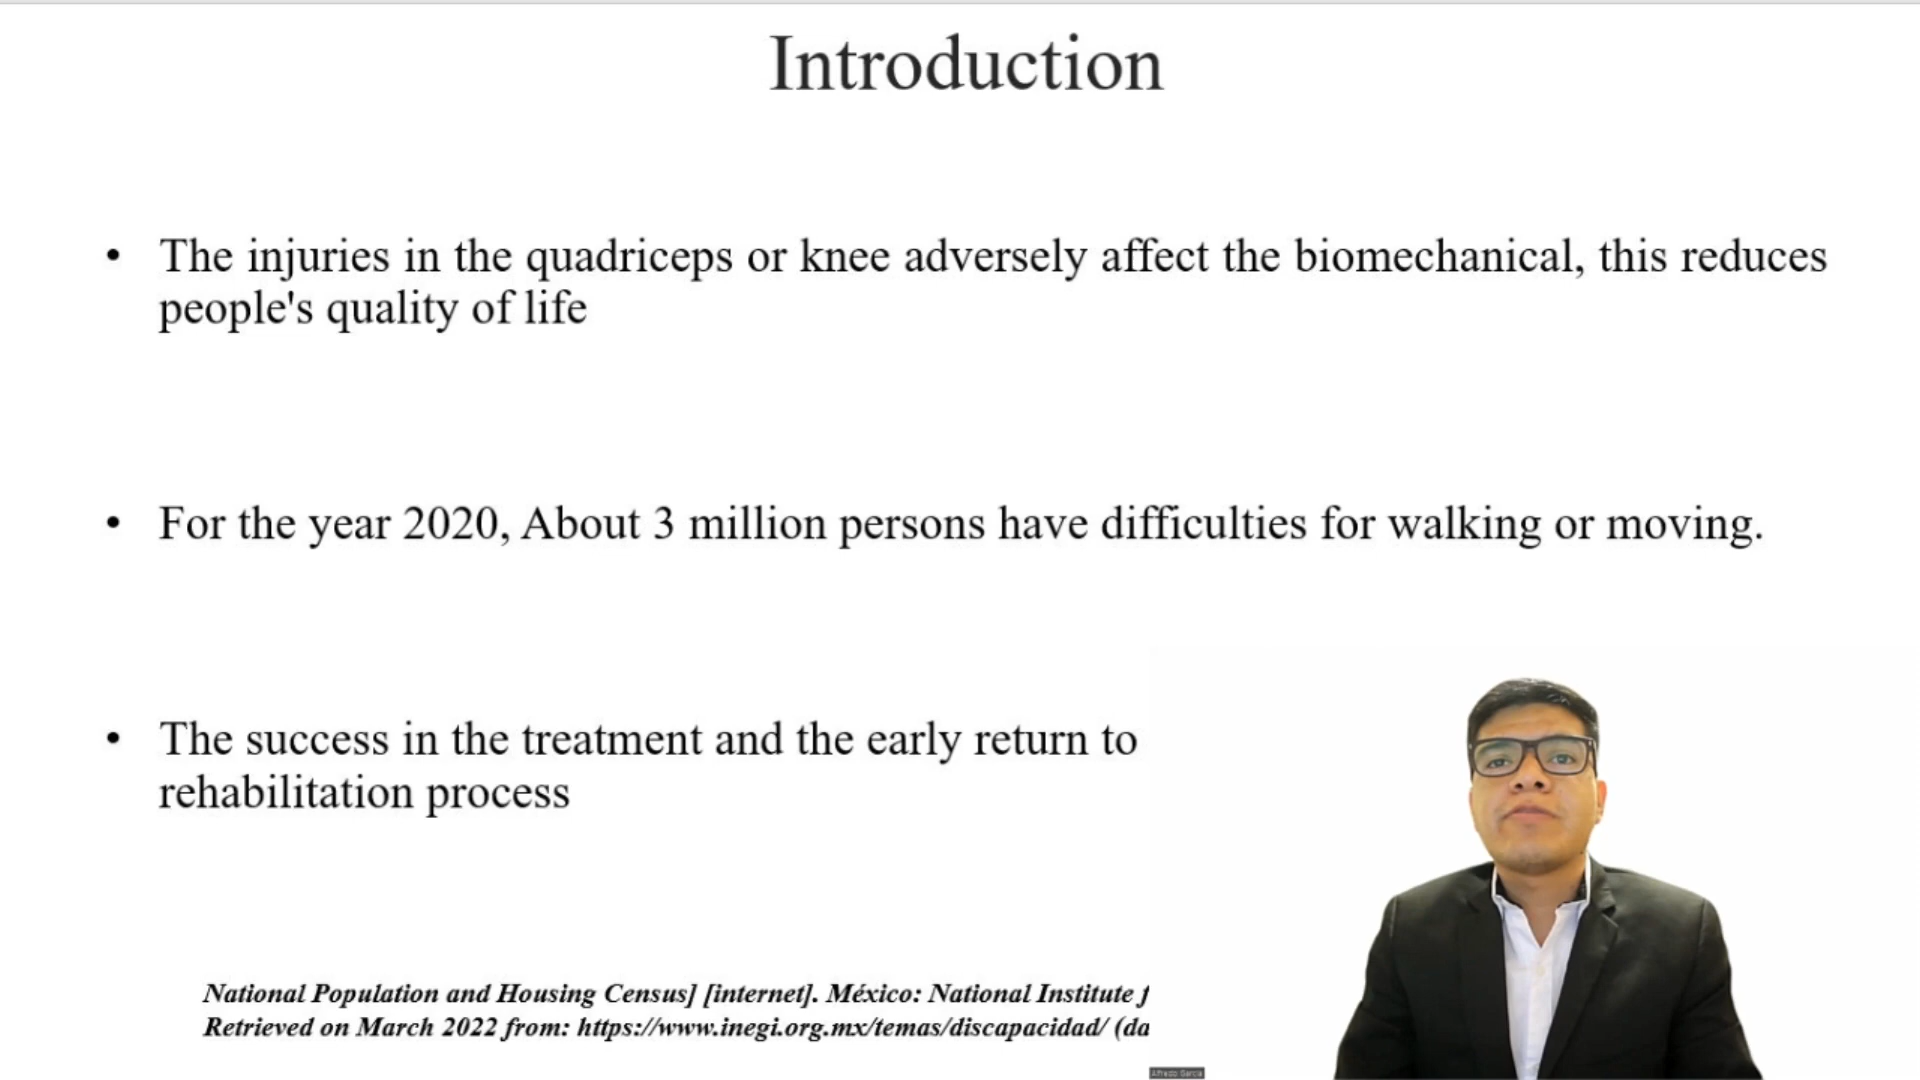 Introduction
• The injuries in the quadriceps or knee adversely affect the biomechanical, this reduces
people's quality of life
• For the year 2020, About 3 million persons have difficulties for walking or moving.
• The success in the treatment and the early return to
rehabilitation process
National Population and Housing Census] [internet]. México: National Institute
Retrieved on March 2022 from: https://www.inegi.org.mx/temas/discapacidad/ (da
Alfredo García